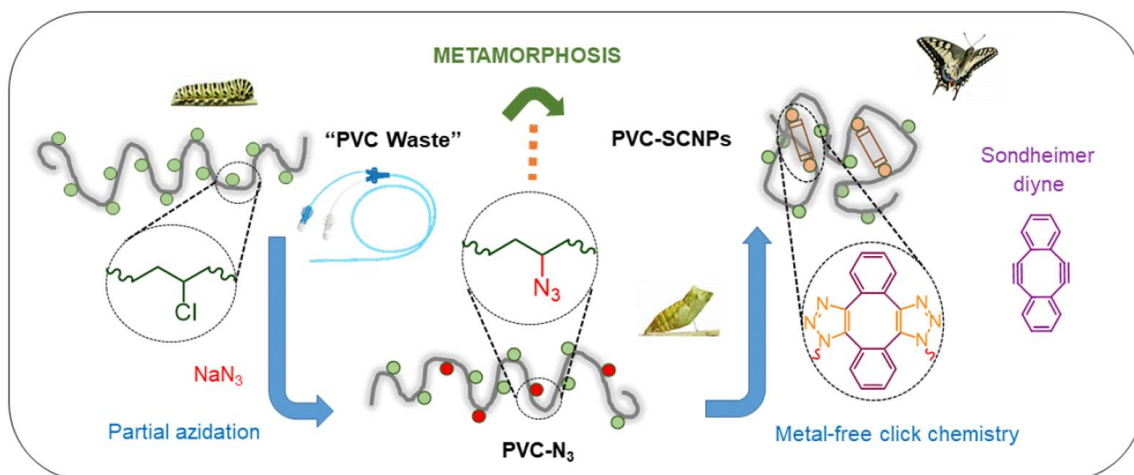 METAMORPHOSIS
“PVC Waste”
PVC-SCNPs
Sondheimer
diyne
Cl
N₃
N
N
N
N
N
N
NaN₃
Partial azidation
PVC-N₃
Metal-free click chemistry